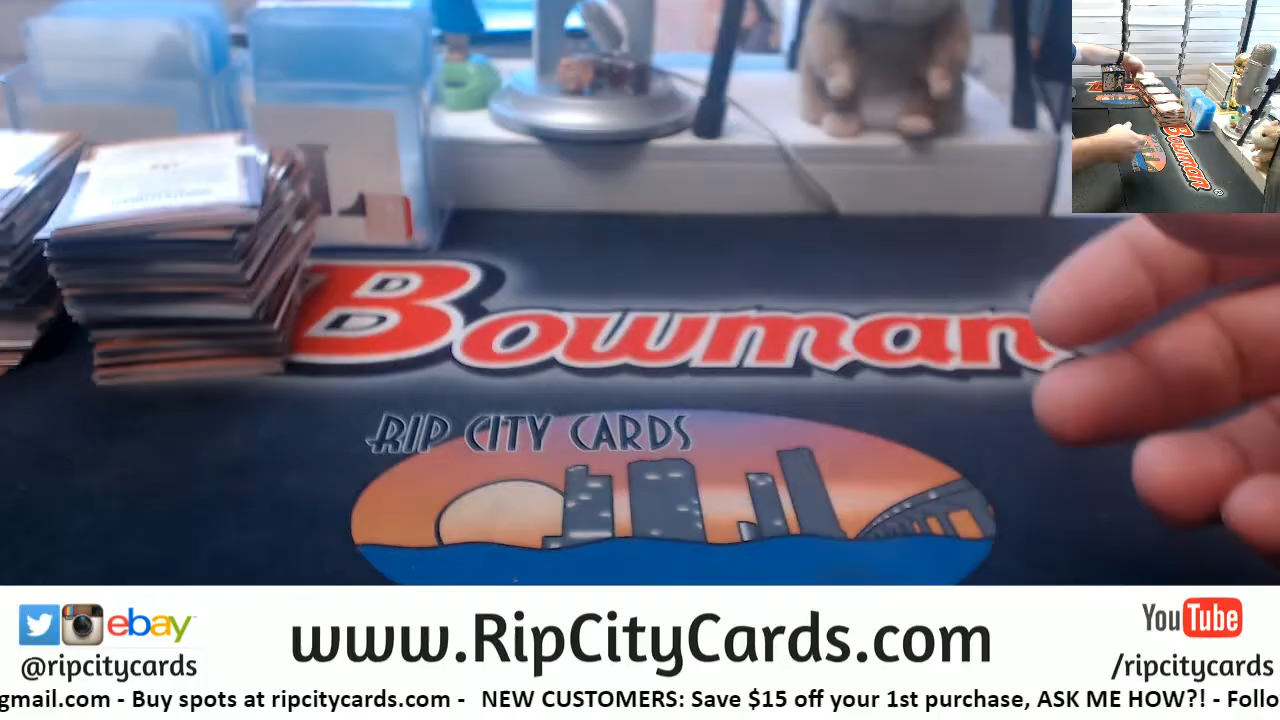 Bowman
Bowman
®
RIP CITY CARDS
ebay
www.RipCityCards.com
YouTube
@ripcitycards
/ripcitycards
gmail.com - Buy spots at ripcitycards.com - NEW CUSTOMERS: Save $15 off your 1st purchase, ASK ME HOW?! - Follo